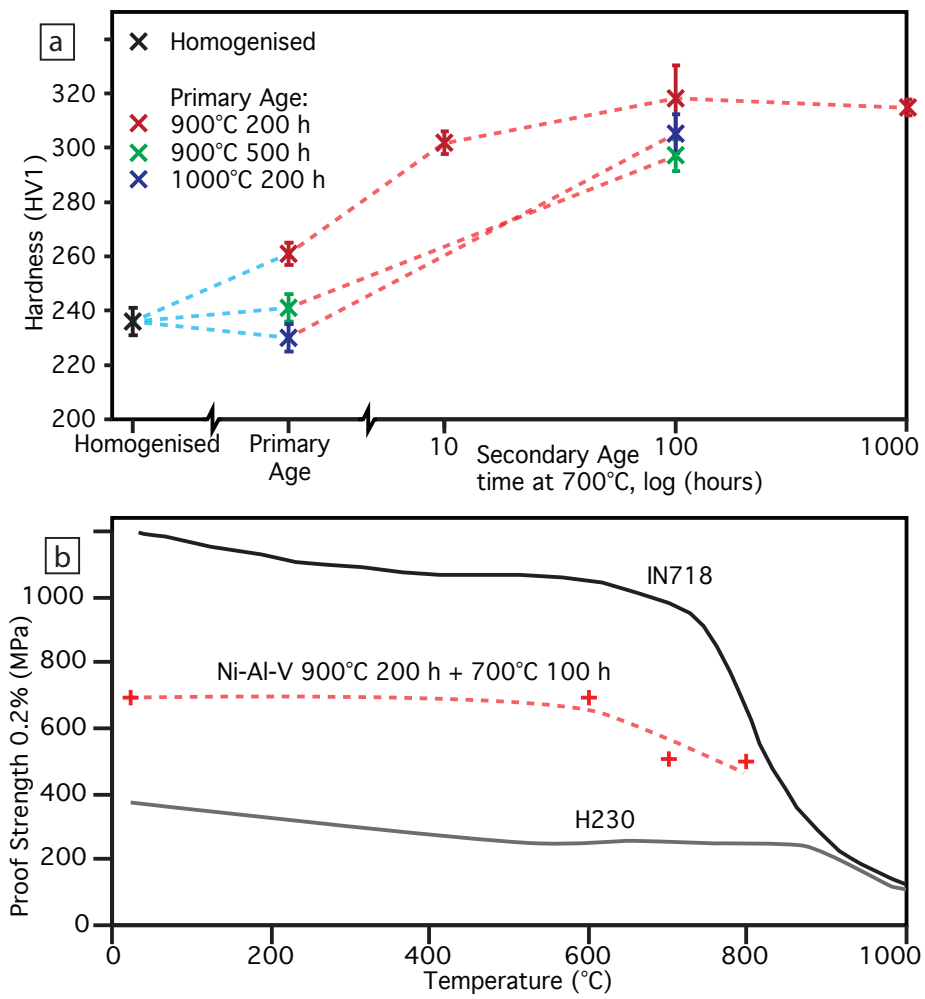 a
Homogenised
Primary Age:
900°C 200 h
900°C 500 h
1000°C 200 h
Hardness (HV1)
320
300
280
260
240
220
200
Homogenised
Primary
Age
10
100
1000
Secondary Age
time at 700°C, log (hours)
b
IN718
Ni-Al-V 900°C 200 h + 700°C 100 h
H230
Proof Strength 0.2% (MPa)
1000
800
600
400
200
0
0
200
400
600
800
1000
Temperature (°C)